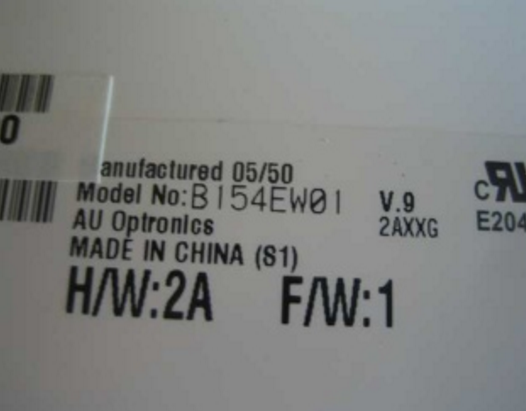 0
anufactured 05/50
Model No:B154EW01 V.9
AU Optronics 2AXXG E204
MADE IN CHINA (S1)
H/W:2A F/W:1